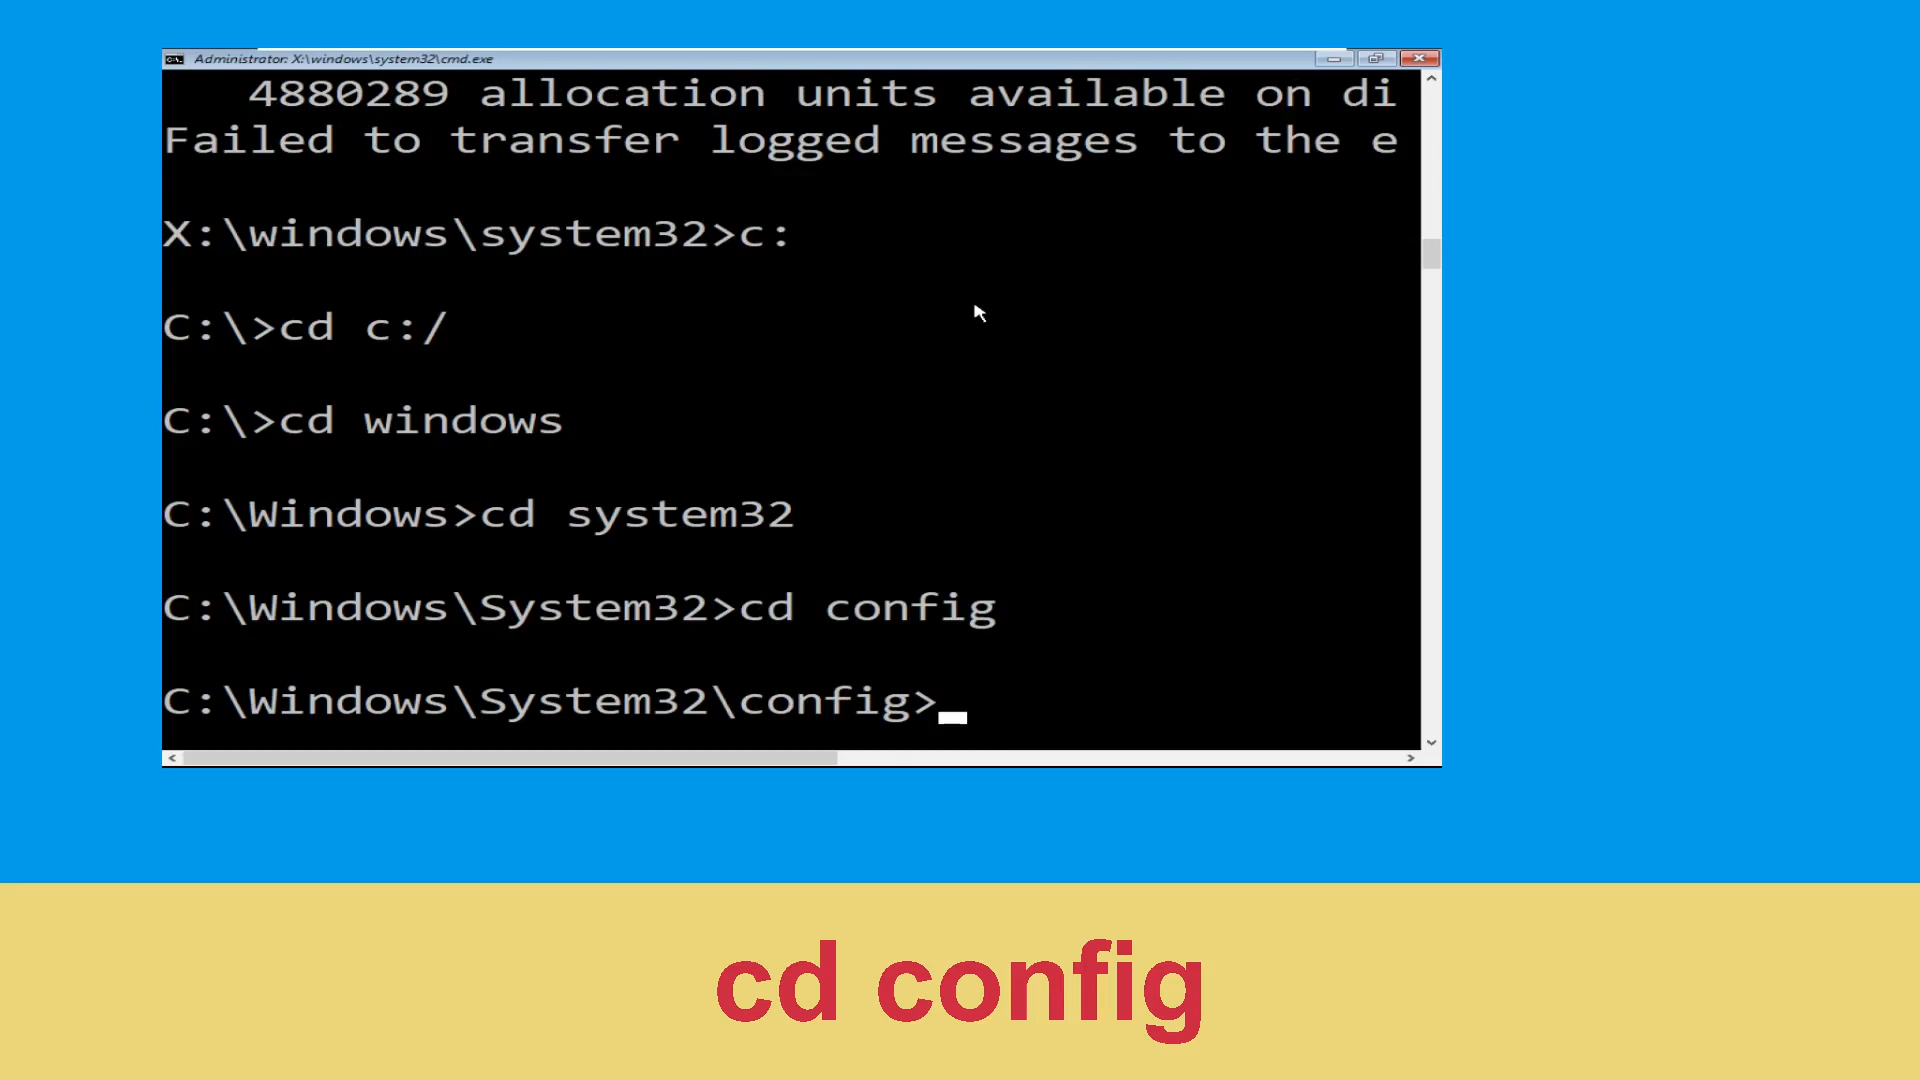 Administrator: X:\windows\system32\cmd.exe
4880289 allocation units available on di
Failed to transfer logged messages to the e
X:\windows\system32>c:
C:\>cd c:/
C:\>cd windows
C:\Windows>cd system32
C:\Windows\System32>cd config
C:\Windows\System32\config>
cd config